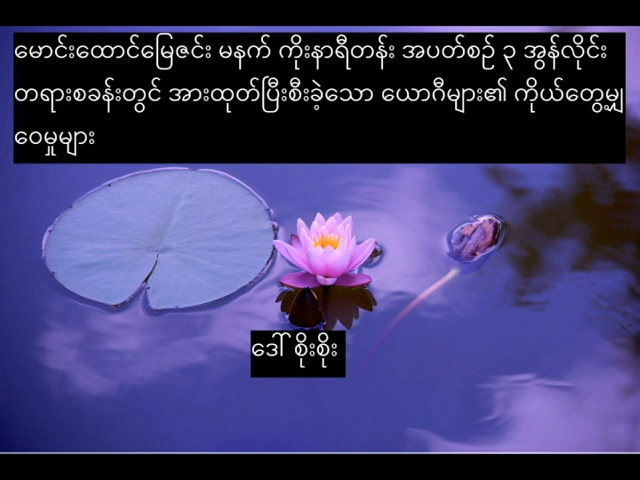 မောင်းထောင်မြေဇင်း မနက် ကိုးနာရီတန်း အပတ်စဉ် ၃ အွန်လိုင်း
တရားစခန်းတွင် အားထုတ်ပြီးစီးခဲ့သော ယောဂီများ၏ ကိုယ်တွေ့မျှ
ဝေမှုများ
ဒေါ် စိုးစိုး